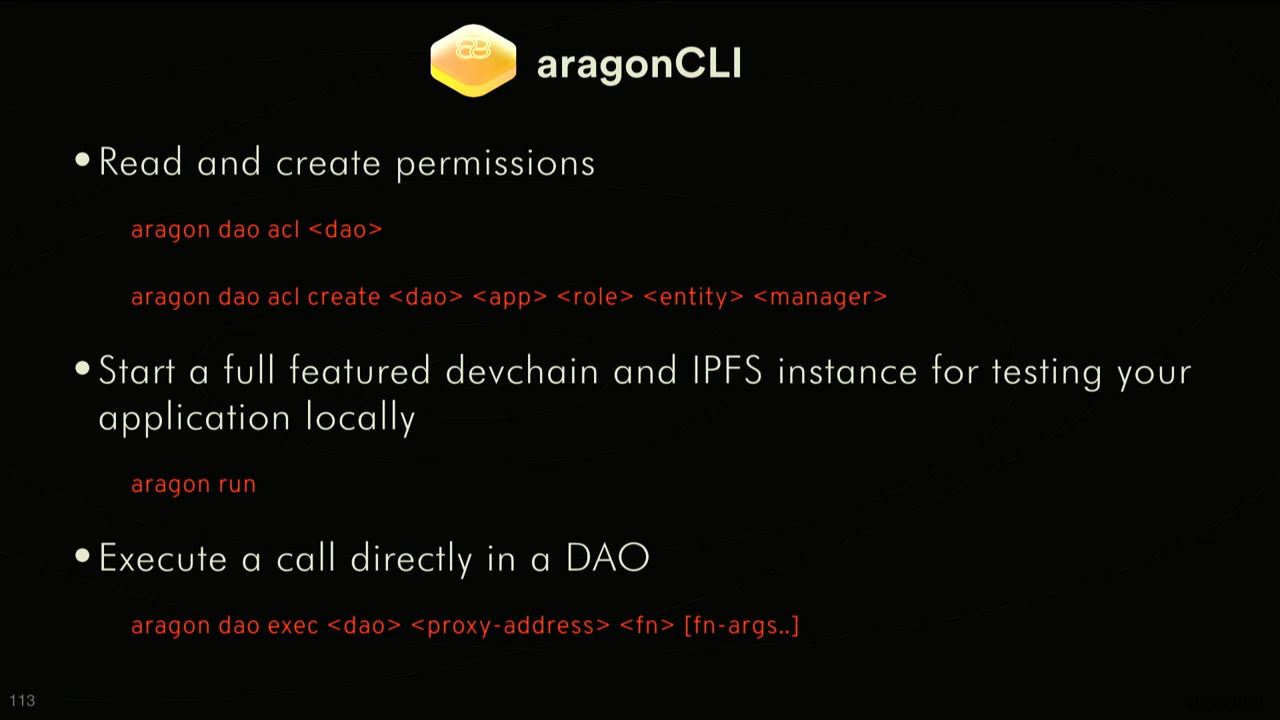 aragonCLI
•Read and create permissions
aragon dao acl <dao>
aragon dao acl create <dao> <app> <role> <entity> <manager>
•Start a full featured devchain and IPFS instance for testing your
application locally
aragon run
•Execute a call directly in a DAO
aragon dao exec <dao> <proxy-address> <fn> [fn-args..]
113